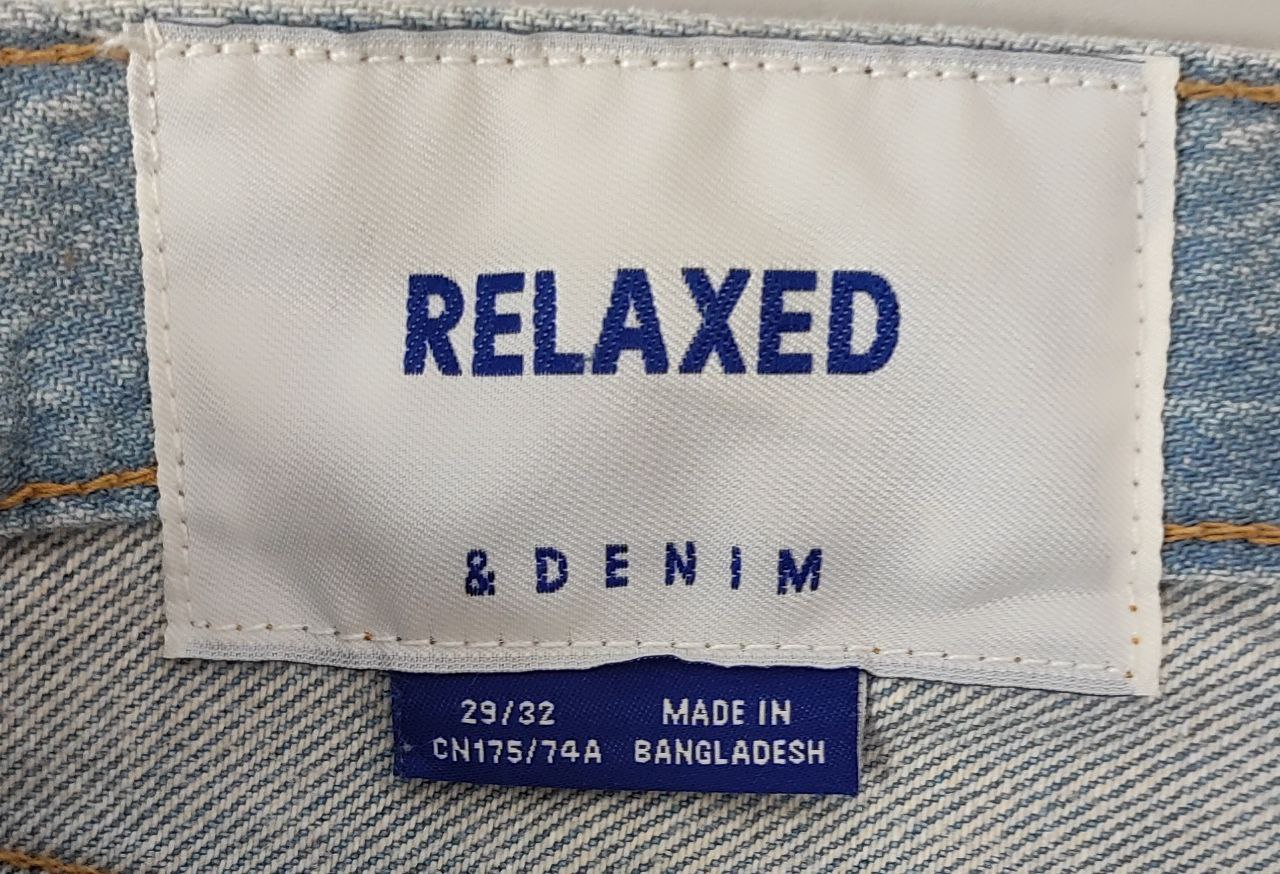 RELAXED
& DENIM
29/32 MADE IN
CN175/74A BANGLADESH